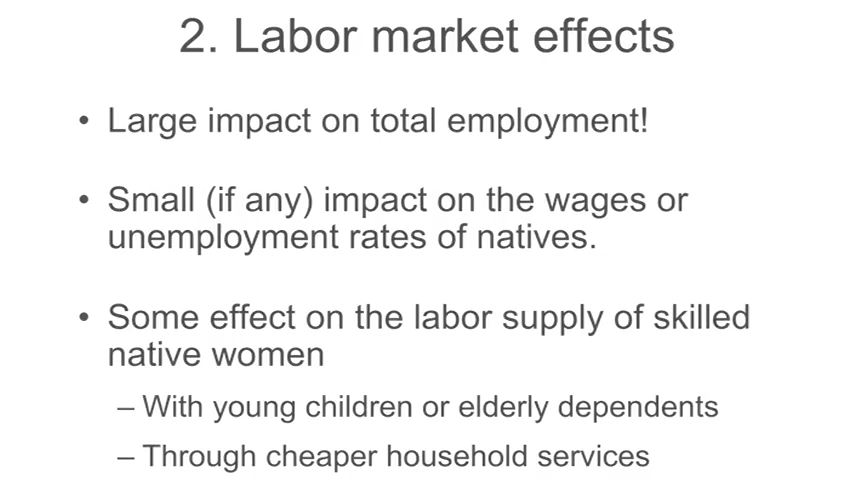 2. Labor market effects
• Large impact on total employment!
• Small (if any) impact on the wages or
unemployment rates of natives.
• Some effect on the labor supply of skilled
native women
– With young children or elderly dependents
– Through cheaper household services